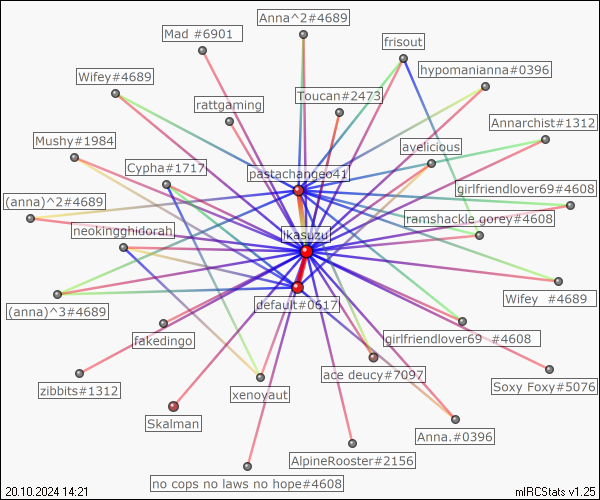 Anna^2#4689
Mad #6901
frisout
hypomanianna#0396
Wifey#4689
Toucan#2473
rattgaming
Annarchist#1312
Mushy#1984
avelicious
Cypha#1717
pastachangeo41
girlfriendlover69#4608
(anna)^2#4689
ramshackle gorey#4608
neokingghidorah
ikasuzu
Wifey  #4689
default#0617
(anna)^3#4689
girlfriendlover69  #4608
fakedingo
ace deucy#7097
Soxy Foxy#5076
zibbits#1312
xenoyaut
Skalman
Anna.#0396
AlpineRooster#2156
no cops no laws no hope#4608
20.10.2024 14:21
mIRCStats v1.25